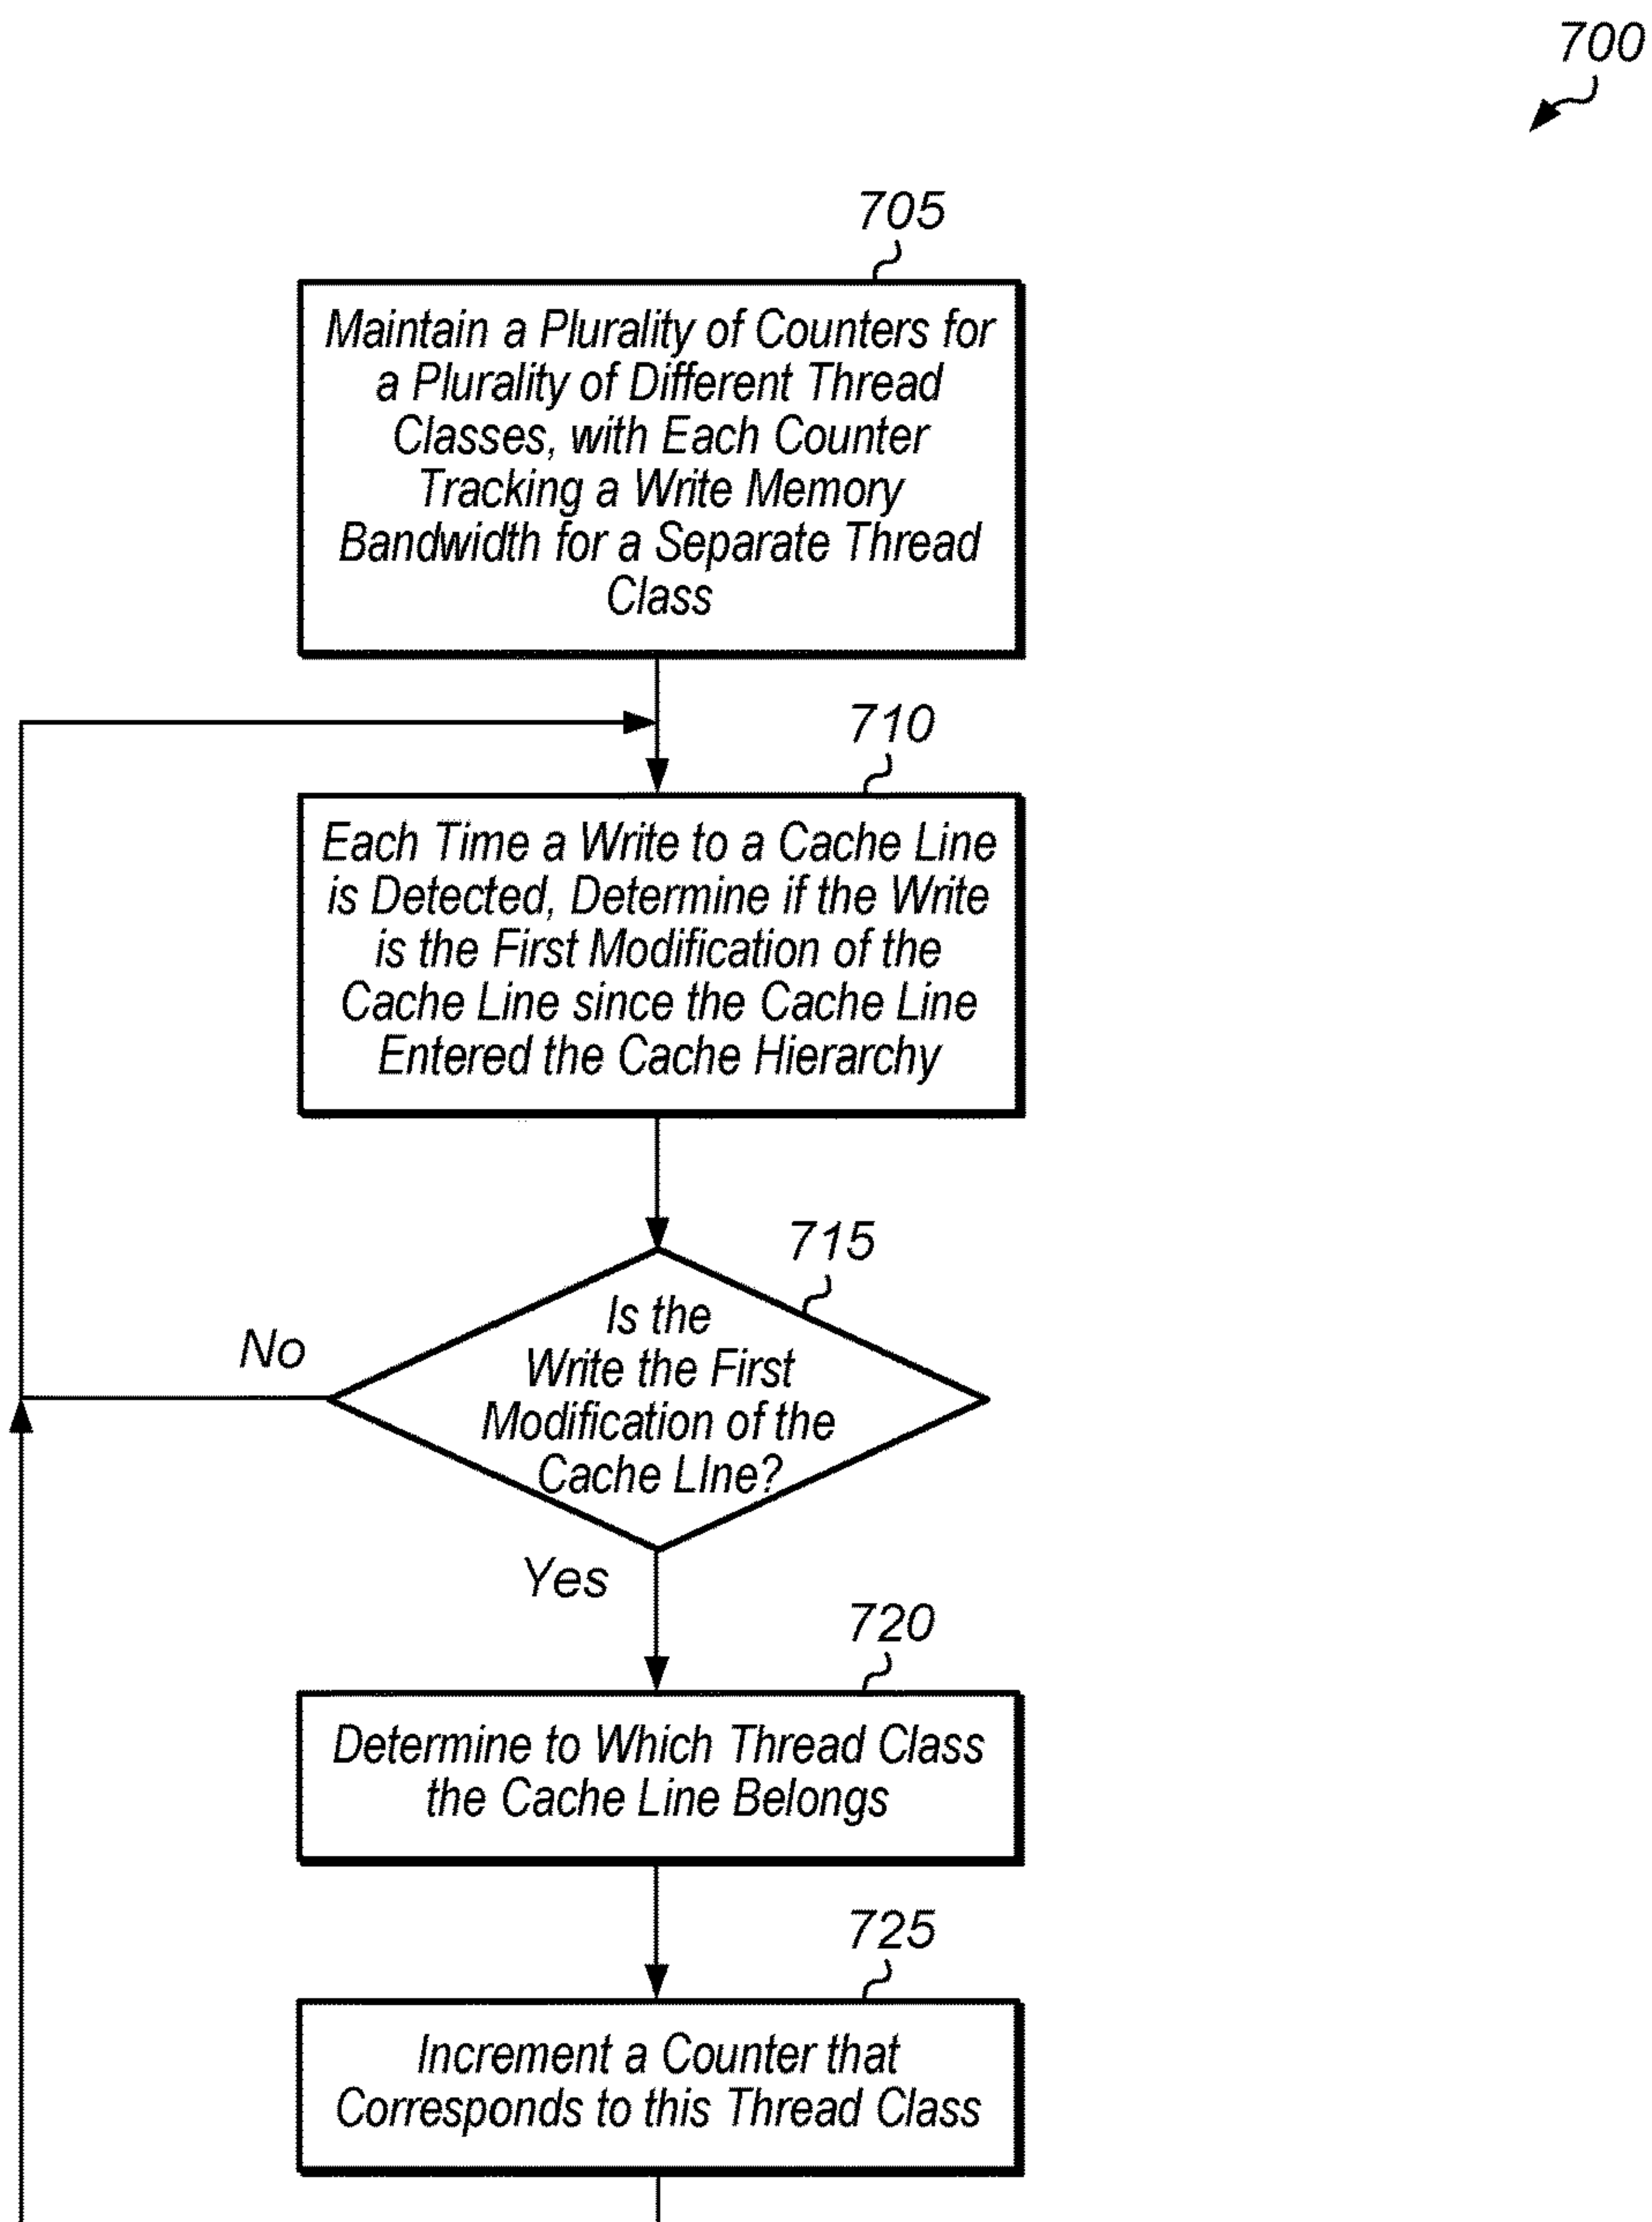 700
705
Maintain a Plurality of Counters for
a Plurality of Different Thread
Classes, with Each Counter
Tracking a Write Memory
Bandwidth for a Separate Thread
Class
710
Each Time a Write to a Cache Line
is Detected, Determine if the Write
is the First Modification of the
Cache Line since the Cache Line
Entered the Cache Hierarchy
715
Is the
Write the First
Modification of the
Cache LIne?
No
Yes
720
Determine to Which Thread Class
the Cache Line Belongs
725
Increment a Counter that
Corresponds to this Thread Class